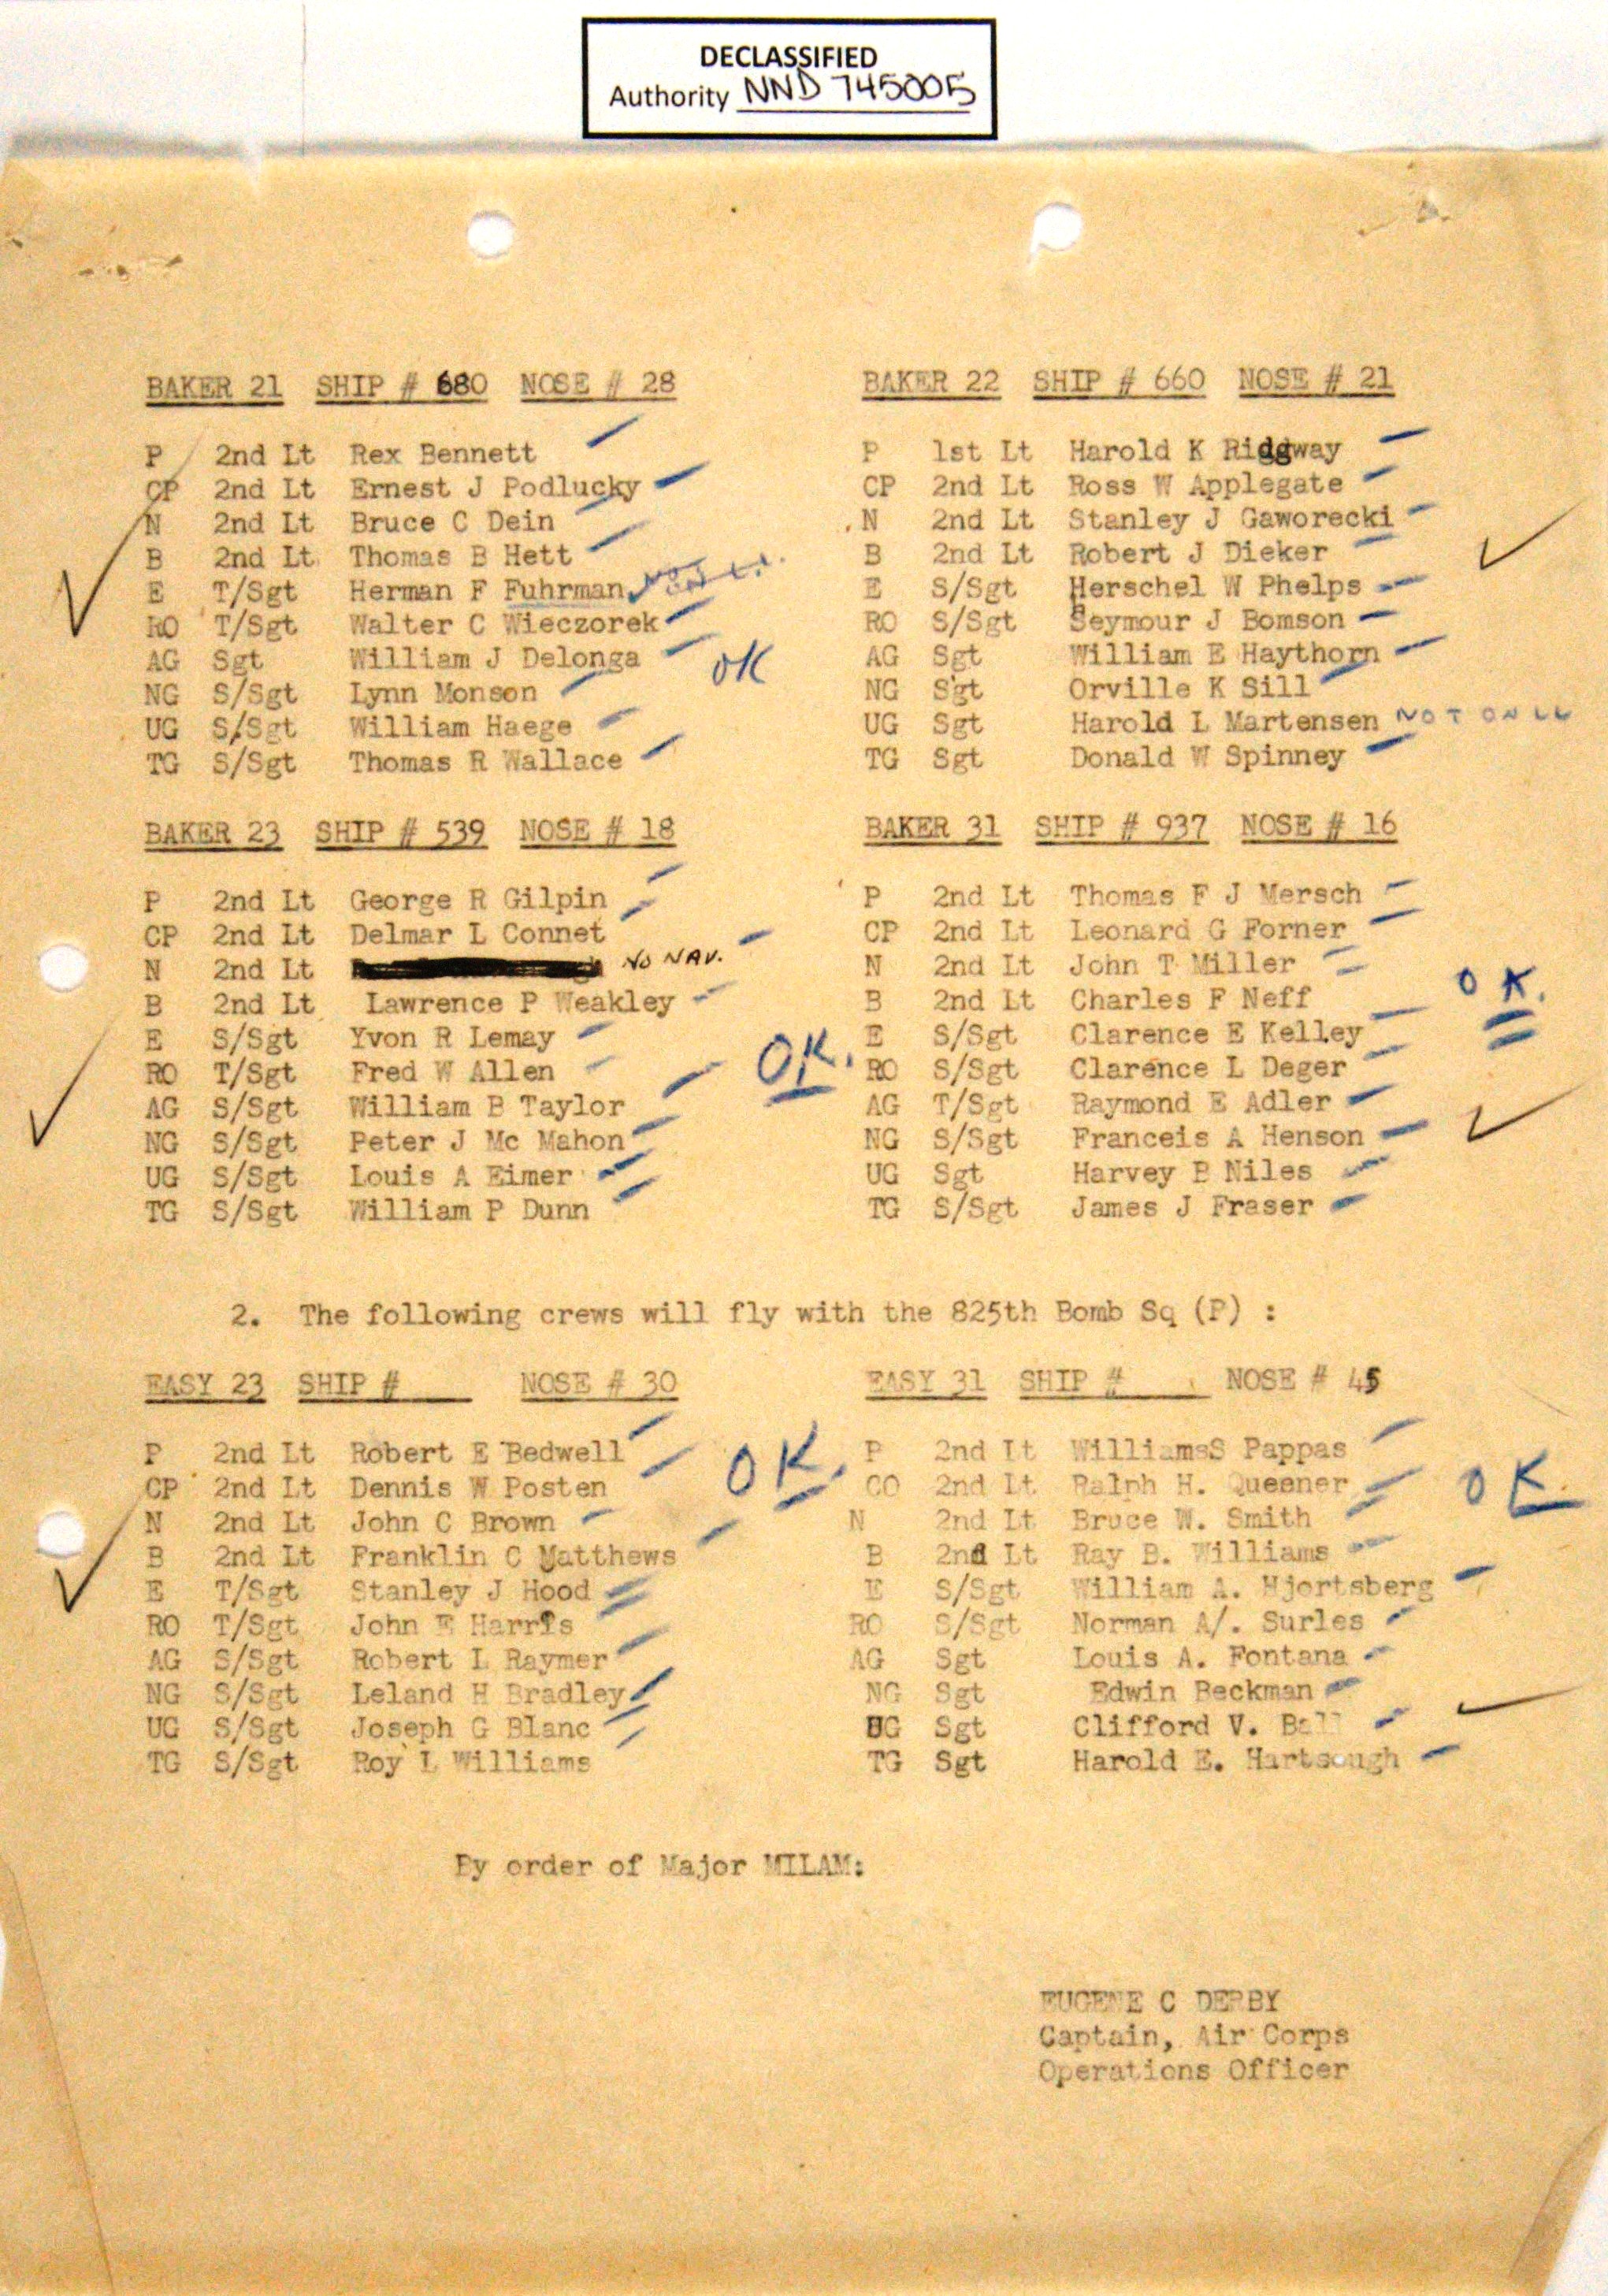 DECLASSIFIED
Authority NND 745005
BAKER 21 SHIP # 680 NOSE # 28
P 2nd Lt Rex Bennett
CP 2nd Lt Ernest J Podlucky
N 2nd Lt Bruce C Dein
B 2nd Lt Thomas B Hett
E T/Sgt Herman F Fuhrman
RO T/Sgt Walter C Wieczorek
AG Sgt William J Delonga
OK
NG S/Sgt Lynn Monson
UG S/Sgt William Haege
TG S/Sgt Thomas R Wallace
BAKER 22 SHIP # 660 NOSE # 21
P 1st Lt Harold K Ridgway
CP 2nd Lt Ross W Applegate
N 2nd Lt Stanley J Gaworecki
B 2nd Lt Robert J Dieker
E S/Sgt Herschel W Phelps
RO S/Sgt Seymour J Bomson
AG Sgt William E Haythorn
NG Sgt Orville K Sill
UG Sgt Harold L Martensen NOT
TG Sgt Donald W Spinney
BAKER 23 SHIP # 539 NOSE # 18
P 2nd Lt George R Gilpin
CP 2nd Lt Delmar L Connet
N 2nd Lt NO NAV.
B 2nd Lt Lawrence P Weakley
E S/Sgt Yvon R Lemay
RO T/Sgt Fred W Allen
OK.
AG S/Sgt William B Taylor
NG S/Sgt Peter J Mc Mahon
UG S/Sgt Louis A Eimer
TG S/Sgt William P Dunn
BAKER 31 SHIP # 937 NOSE # 16
P 2nd Lt Thomas F J Mersch
CP 2nd Lt Leonard G Forner
N 2nd Lt John T Miller
B 2nd Lt Charles F Neff
OK.
E S/Sgt Clarence E Kelley
RO S/Sgt Clarence L Deger
AG T/Sgt Raymond E Adler
NG S/Sgt Franceis A Henson
UG Sgt Harvey P Niles
TG S/Sgt James J Fraser
2. The following crews will fly with the 825th Bomb Sq (P) :
EASY 23 SHIP # NOSE # 30
P 2nd Lt Robert E Bedwell
OK.
CP 2nd Lt Dennis W Posten
N 2nd Lt John C Brown
B 2nd Lt Franklin C Matthews
E T/Sgt Stanley J Hood
RO T/Sgt John E Harris
AG S/Sgt Robert L Raymer
NG S/Sgt Leland H Bradley
UG S/Sgt Joseph G Blanc
TG S/Sgt Roy L Williams
EASY 31 SHIP # NOSE # 45
P 2nd Lt WilliamsS Pappas
CO 2nd Lt Ralph H. Queener
OK
N 2nd Lt Bruce W. Smith
B 2nd Lt Ray B. Williams
E S/Sgt William A. Hjortsberg
RO S/Sgt Norman A/. Surles
AG Sgt Louis A. Fontana
NG Sgt Edwin Beckman
UG Sgt Clifford V. Ball
TG Sgt Harold E. Hartsough
By order of Major MILAM:
EUGENE C DERBY
Captain, Air Corps
Operations Officer